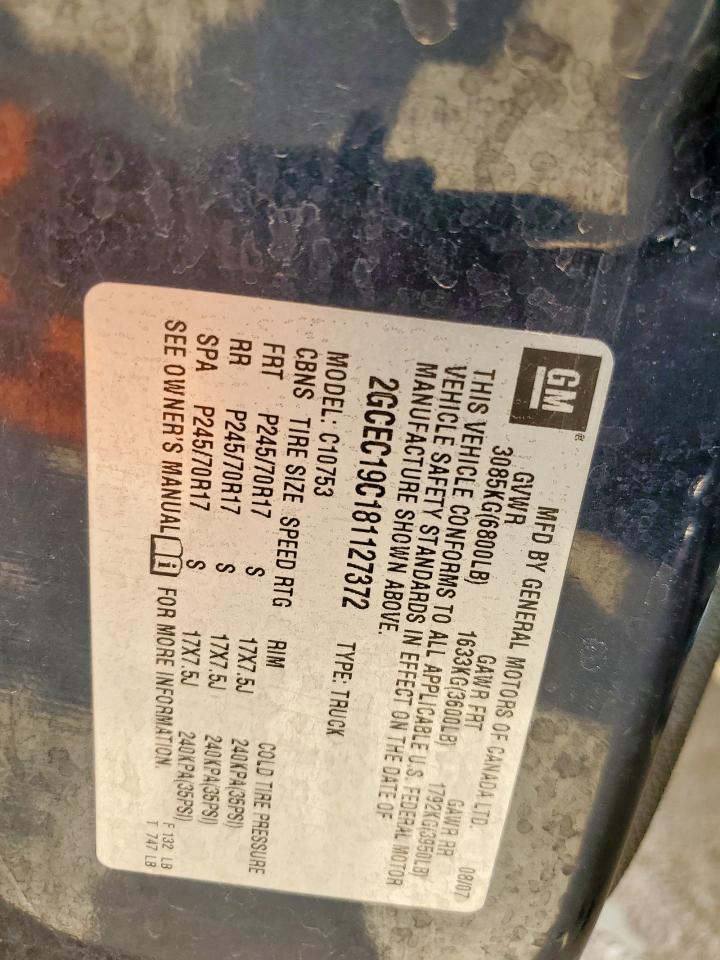 GM
MFD BY GENERAL MOTORS OF CANADA LTD. 08/07
GVWR GAWR FRT GAWR RR
3085KG(6800LB) 1633KG(3600LB) 1792KG(3950LB)
THIS VEHICLE CONFORMS TO ALL APPLICABLE U.S. FEDERAL MOTOR
VEHICLE SAFETY STANDARDS IN EFFECT ON THE DATE OF
MANUFACTURE SHOWN ABOVE.
2GCEC19C181127372 TYPE: TRUCK
MODEL: C10753
CBNS TIRE SIZE SPEED RTG RIM COLD TIRE PRESSURE
FRT P245/70R17 S 17X7.5J 240KPA(35PSI)
RR P245/70R17 S 17X7.5J 240KPA(35PSI)
SPA P245/70R17 S 17X7.5J 240KPA(35PSI)
SEE OWNER'S MANUAL FOR MORE INFORMATION.
F 132 LB
T 747 LB